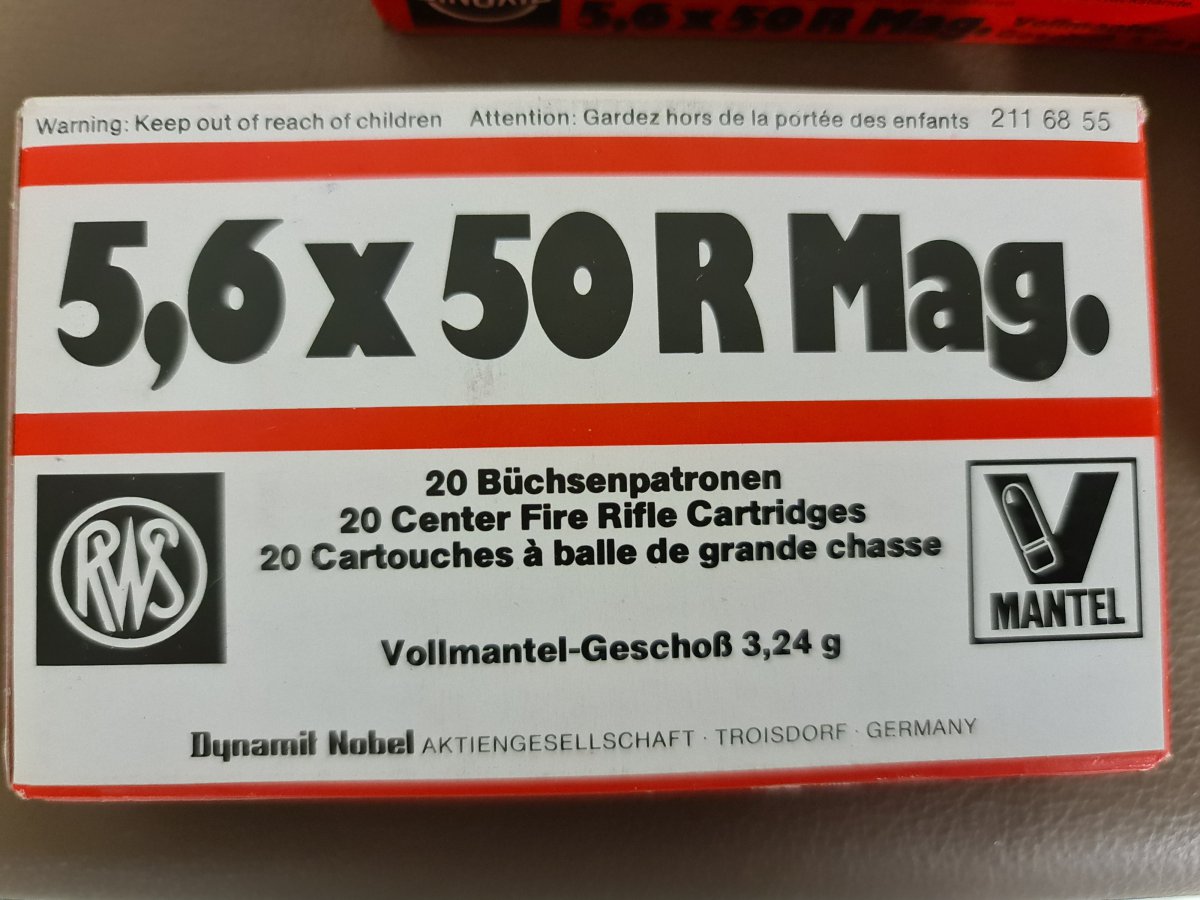 5,6 x 50 R Mag.
Warning: Keep out of reach of children Attention: Gardez hors de la portée des enfants 211 68 55
5,6 x 50 R Mag.
20 Büchsenpatronen
20 Center Fire Rifle Cartridges
20 Cartouches à balle de grande chasse
RWS
V
MANTEL
Vollmantel-Geschoß 3,24 g
Dynamit Nobel AKTIENGESELLSCHAFT · TROISDORF · GERMANY